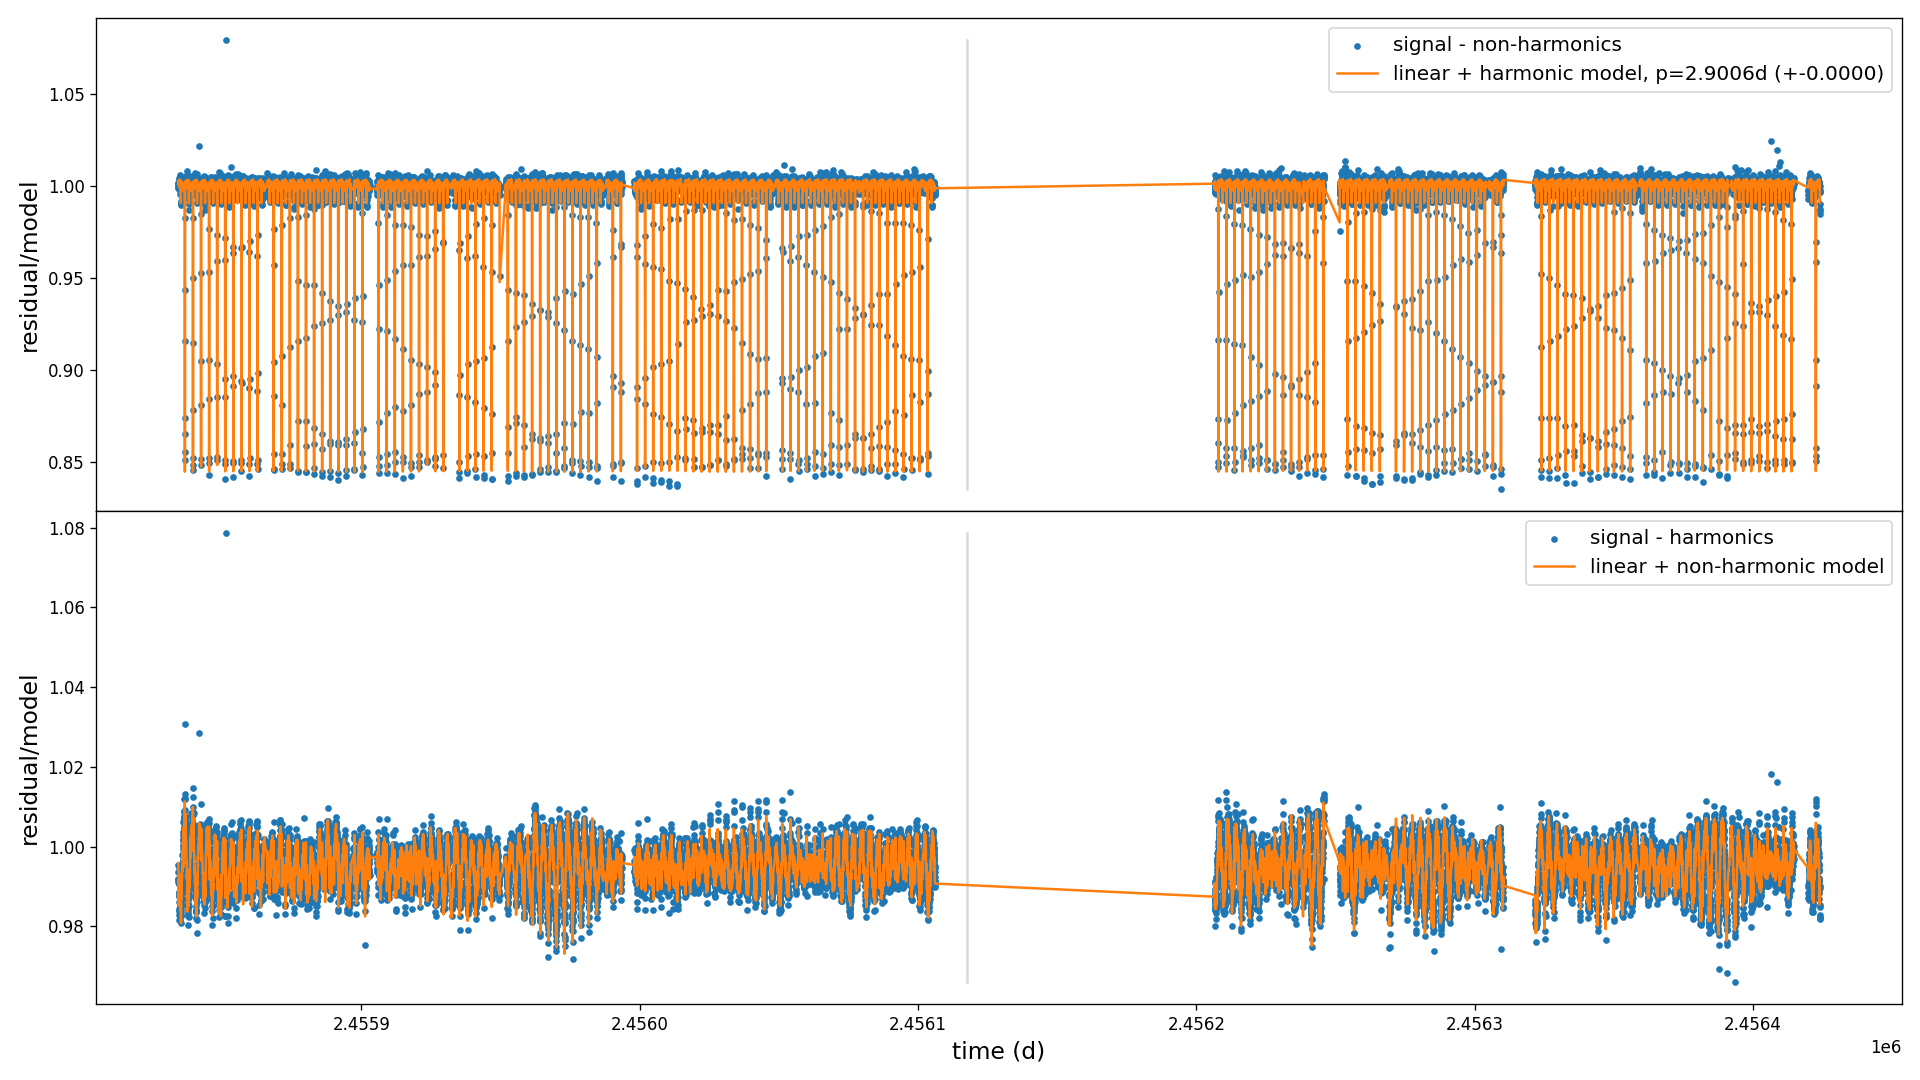 signal - non-harmonics
linear + harmonic model, p=2.9006d (+-0.0000)
1.05
1.00
0.95
0.90
0.85
residual/model
signal - harmonics
linear + non-harmonic model
1.08
1.06
1.04
1.02
1.00
0.98
residual/model
2.4559
2.4560
2.4561
2.4562
2.4563
2.4564
1e6
time (d)